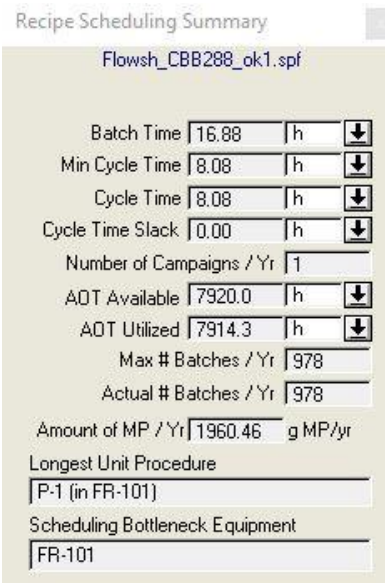 Recipe Scheduling Summary
Flowsh_CBB288_ok1.spf
Batch Time 16.88 h
Min Cycle Time 8.08 h
Cycle Time 8.08 h
Cycle Time Slack 0.00 h
Number of Campaigns / Yr 1
AOT Available 7920.0 h
AOT Utilized 7914.3 h
Max # Batches / Yr 978
Actual # Batches / Yr 978
Amount of MP / Yr 1960.46 g MP/yr
Longest Unit Procedure
P-1 (in FR-101)
Scheduling Bottleneck Equipment
FR-101